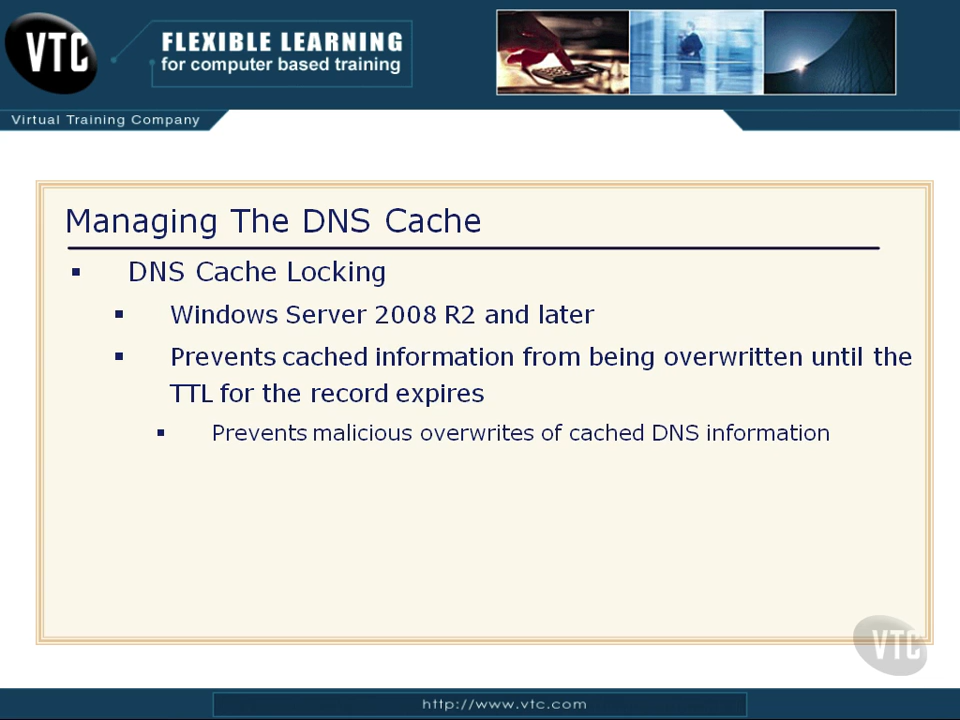 VTC
FLEXIBLE LEARNING
for computer based training
Virtual Training Company
Managing The DNS Cache
▪ DNS Cache Locking
▪ Windows Server 2008 R2 and later
▪ Prevents cached information from being overwritten until the
TTL for the record expires
▪ Prevents malicious overwrites of cached DNS information
VTC
http://www.vtc.com